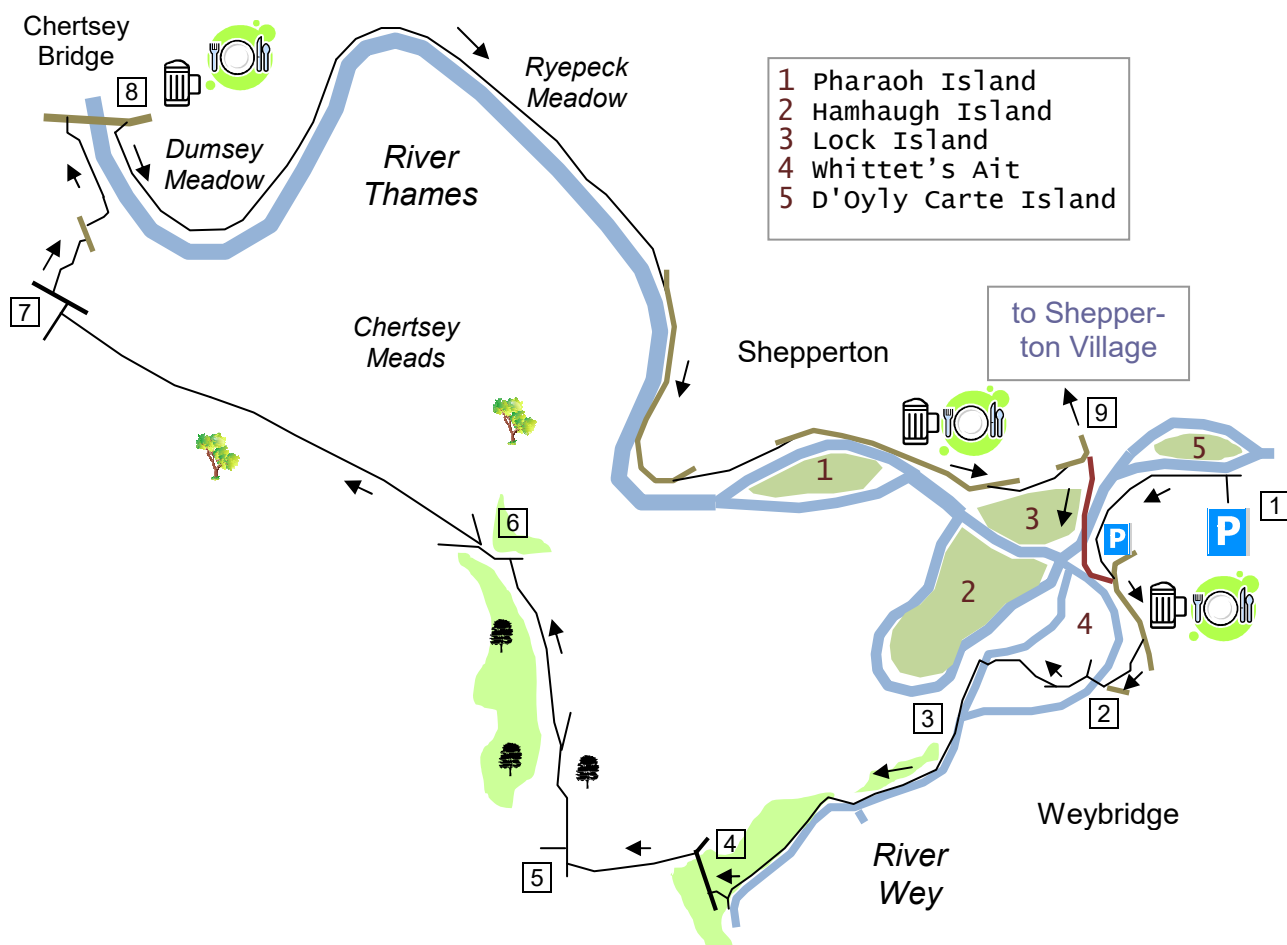 Chertsey
Bridge
8
Dumsey
Meadow
River
Thames
Ryepeck
Meadow
1 Pharaoh Island
2 Hamhaugh Island
3 Lock Island
4 Whittet's Ait
5 D'Oyly Carte Island
7
Chertsey
Meads
Shepperton
to Shepper-
ton Village
9
1
5
1
P
P
3
2
4
6
3
2
Weybridge
4
5
River
Wey